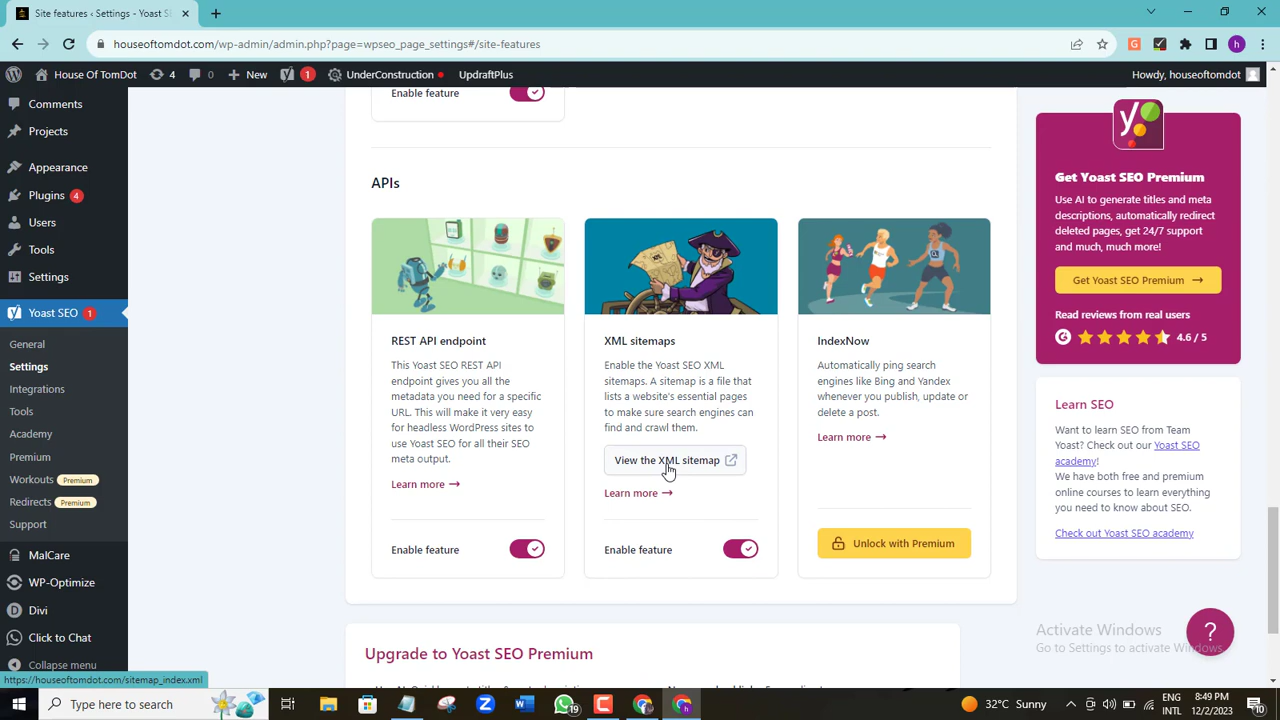 Site features - Yoast S
houseoftomdot.com/wp-admin/admin.php?page=wpseo_page_settings#/site-features
House Of TomDot 4 0 New 1 UnderConstruction UpdraftPlus Howdy, houseoftomdot
Comments
Projects
Appearance
Plugins 4
Users
Tools
Settings
Yoast SEO 1
General
Settings
Integrations
Tools
Academy
Premium
Workouts Premium
Redirects Premium
Support
MalCare
WP-Optimize
Divi
Click to Chat
Collapse menu
https://houseoftomdot.com/sitemap_index.xml
Enable feature
APIs
REST API endpoint
This Yoast SEO REST API
endpoint gives you all the
metadata you need for a specific
URL. This will make it very easy
for headless WordPress sites to
use Yoast SEO for all their SEO
meta output.
Learn more →
Enable feature
XML sitemaps
Enable the Yoast SEO XML
sitemaps. A sitemap is a file that
lists a website's essential pages
to make sure search engines can
find and crawl them.
View the XML sitemap
Learn more →
Enable feature
IndexNow
Automatically ping search
engines like Bing and Yandex
whenever you publish, update or
delete a post.
Learn more →
Unlock with Premium
Upgrade to Yoast SEO Premium
Get Yoast SEO Premium
Use AI to generate titles and meta
descriptions, automatically redirect
deleted pages, get 24/7 support
and much, much more!
Get Yoast SEO Premium →
Read reviews from real users
4.6 / 5
Learn SEO
Want to learn SEO from Team
Yoast? Check out our Yoast SEO
academy!
We have both free and premium
online courses to learn everything
you need to know about SEO.
Check out Yoast SEO academy
Activate Windows
Go to Settings to activate Windows.
?
Type here to search
19
32°C Sunny
ENG
INTL
8:49 PM
12/2/2023
10